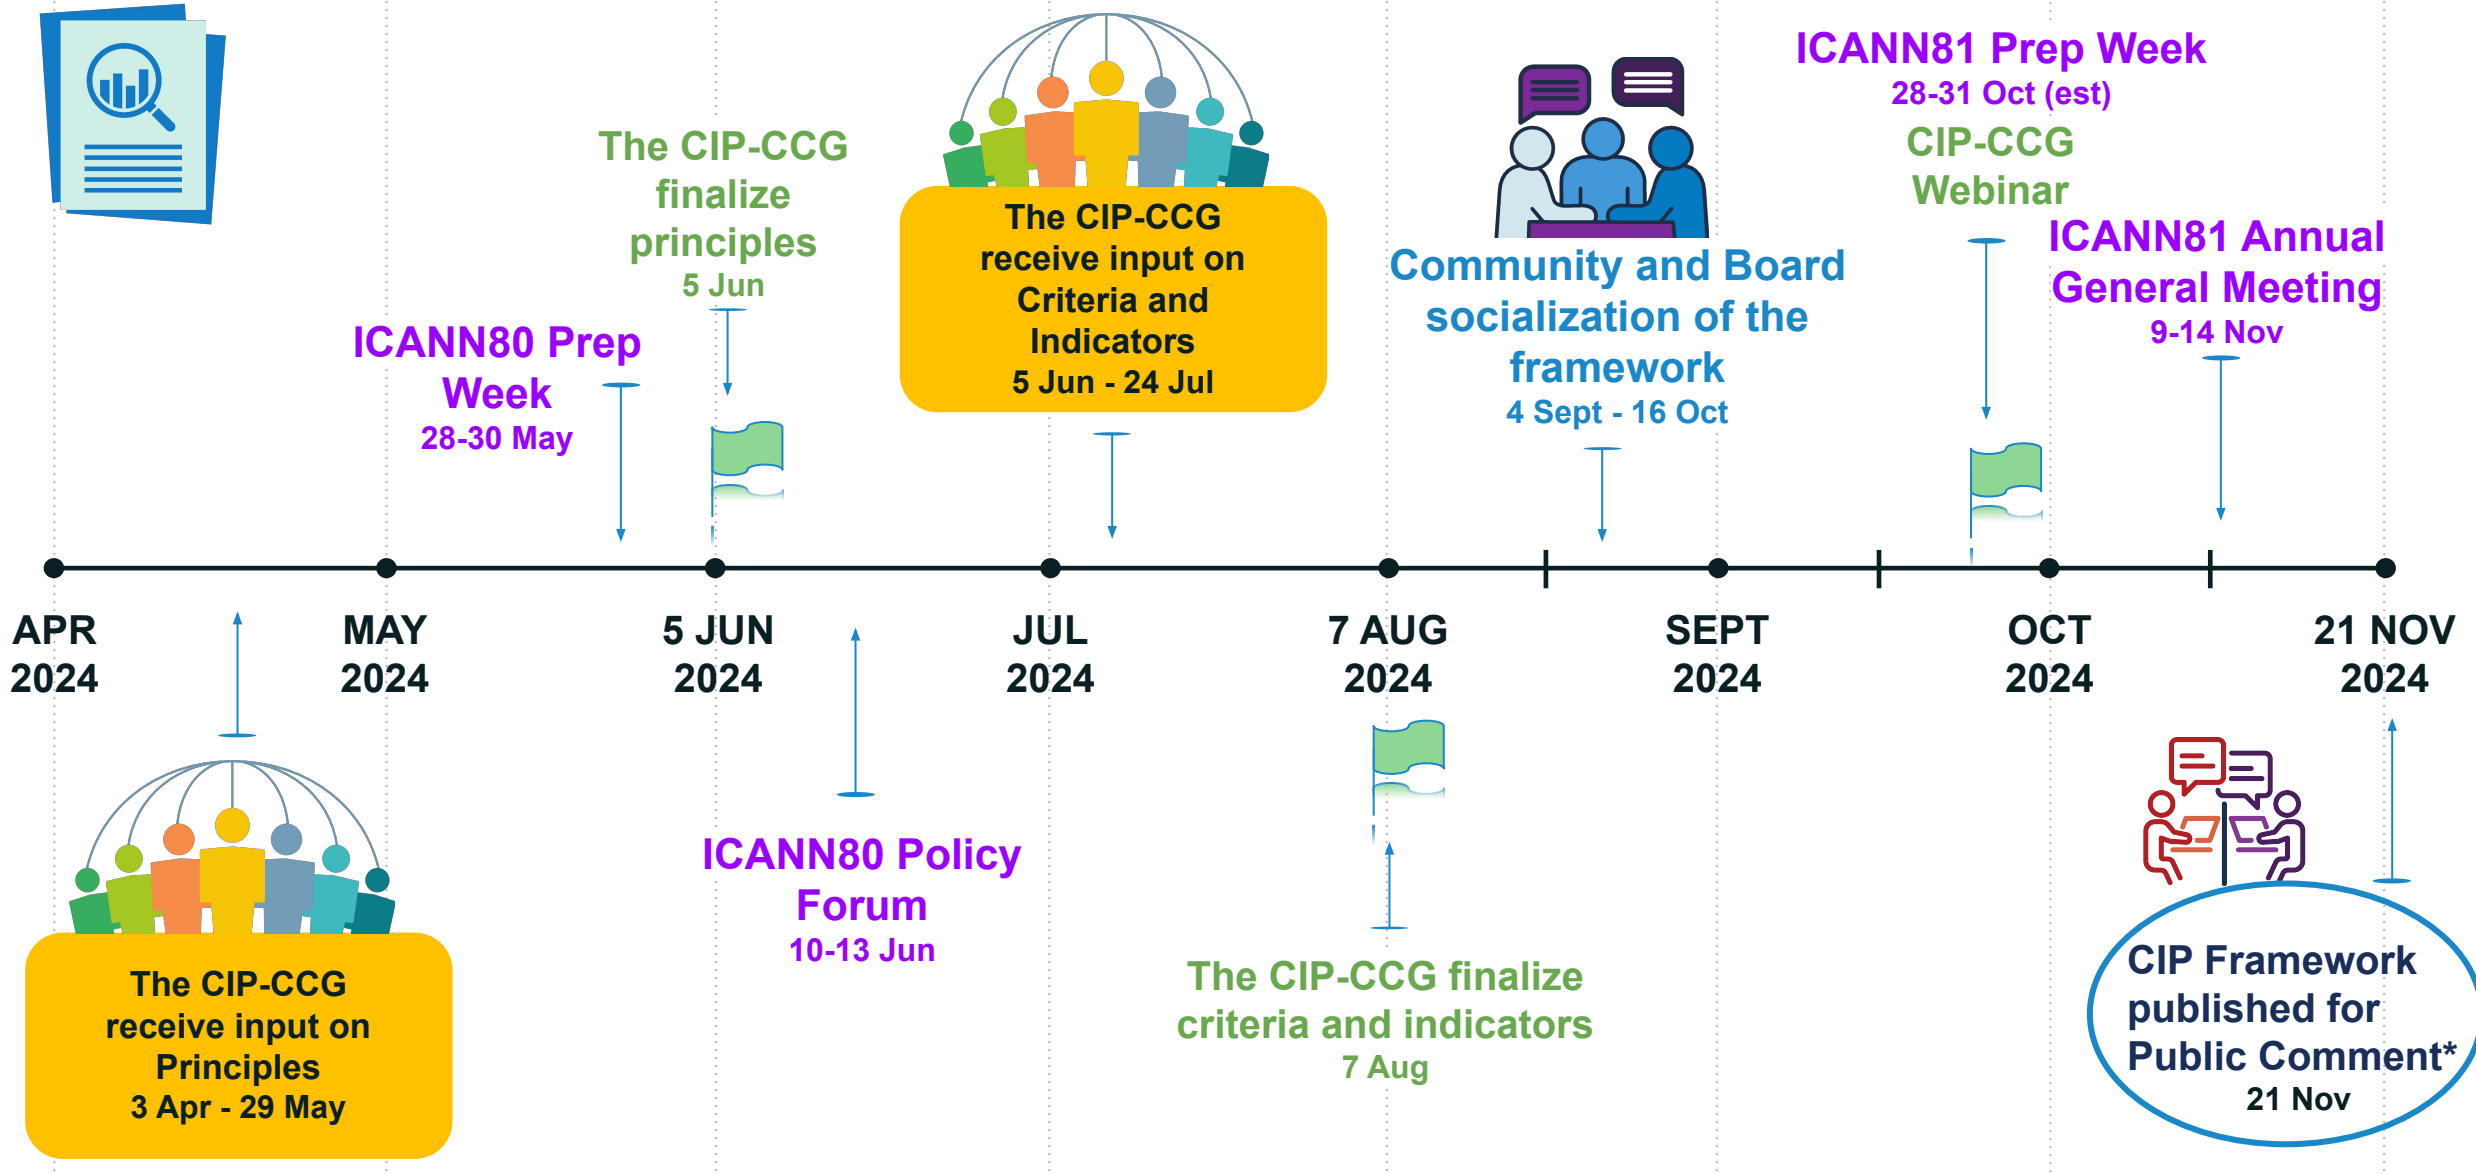 ICANN81 Prep Week
28-31 Oct (est)
CIP-CCG
Webinar
The CIP-CCG
finalize
principles
5 Jun
The CIP-CCG
receive input on
Criteria and
Indicators
5 Jun - 24 Jul
Community and Board
socialization of the
framework
4 Sept - 16 Oct
ICANN81 Annual
General Meeting
9-14 Nov
ICANN80 Prep
Week
28-30 May
APR
2024
MAY
2024
5 JUN
2024
JUL
2024
7 AUG
2024
SEPT
2024
OCT
2024
21 NOV
2024
The CIP-CCG
receive input on
Principles
3 Apr - 29 May
ICANN80 Policy
Forum
10-13 Jun
The CIP-CCG finalize
criteria and indicators
7 Aug
CIP Framework
published for
Public Comment*
21 Nov